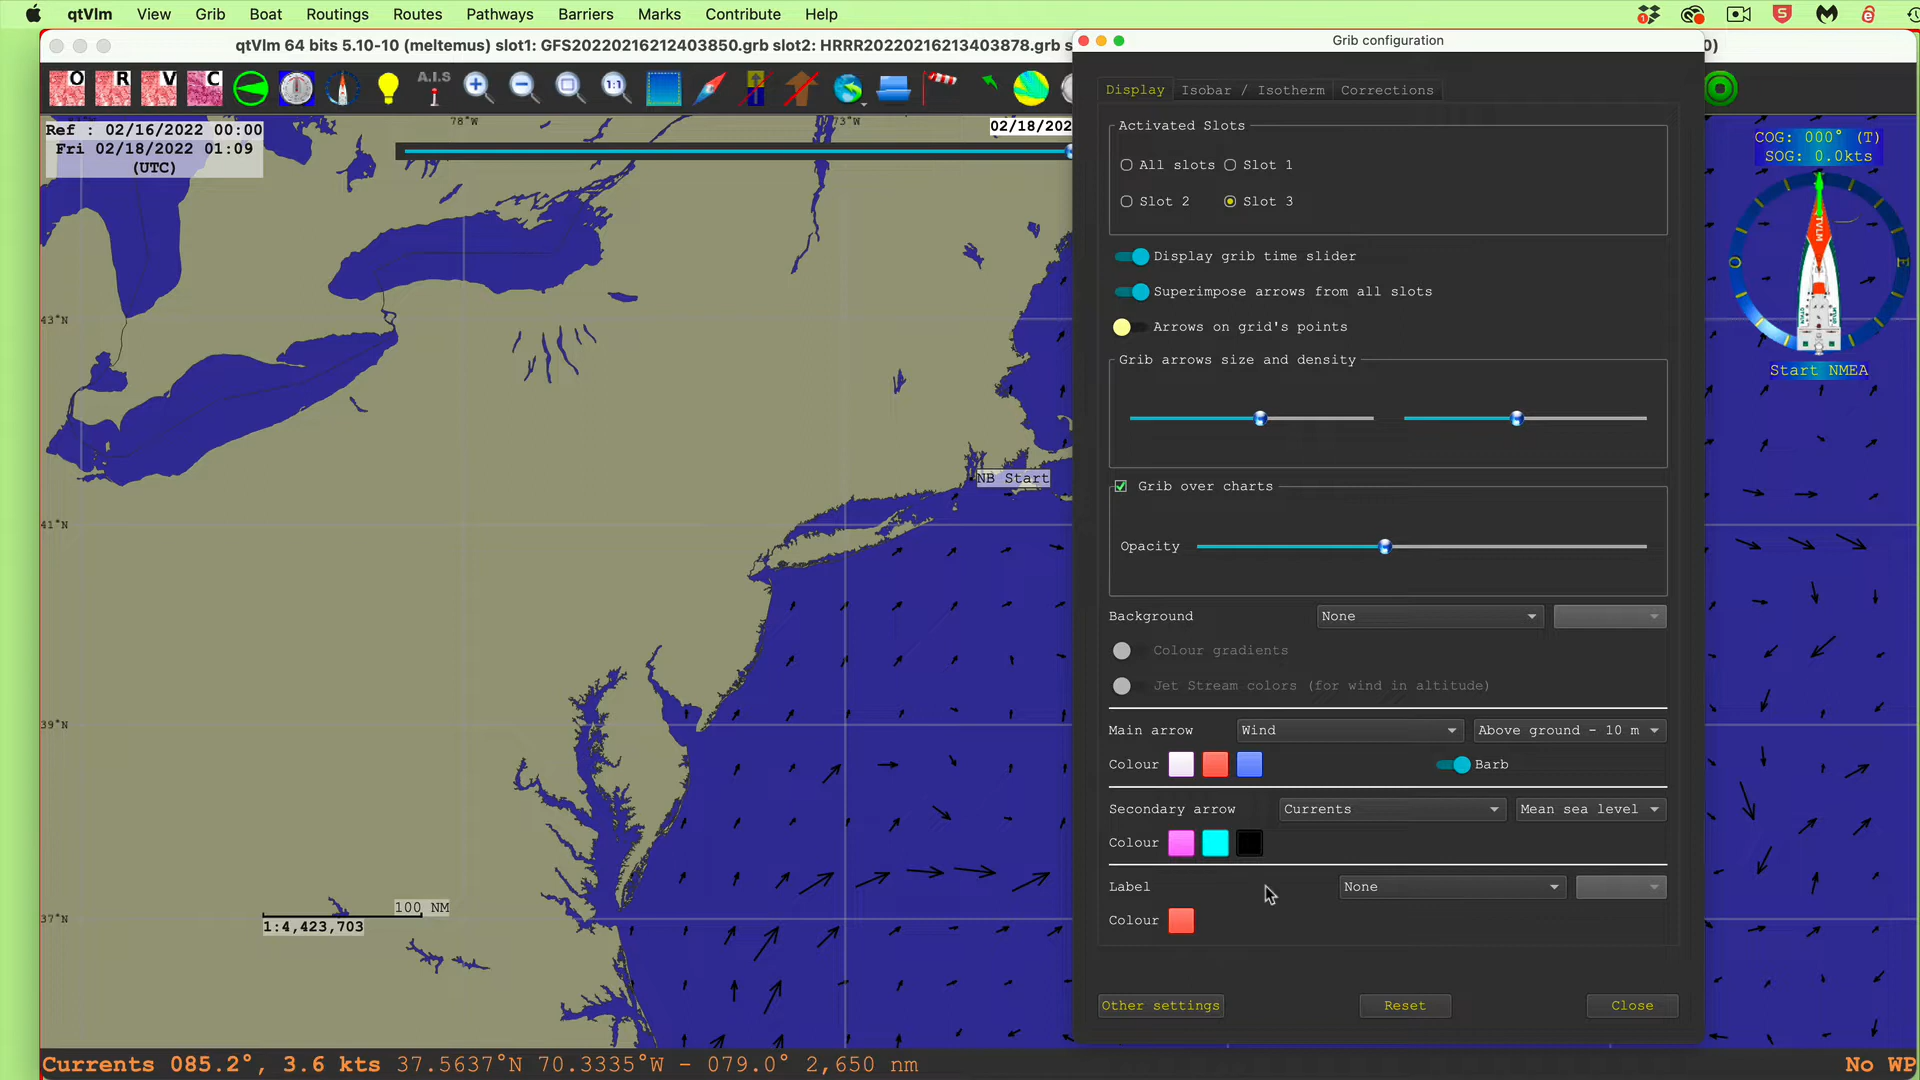 qtVlm View Grib Boat Routings Routes Pathways Barriers Marks Contribute Help
qtVlm 64 bits 5.10-10 (meltemus) slot1: GFS20220216212403850.grb slot2: HRRR20220216213403878.grb s
0)
Grib configuration
O R V C
A.I.S
1:1
Display Isobar / Isotherm Corrections
Ref : 02/16/2022 00:00
Fri 02/18/2022 01:09
(UTC)
78°W
73°W
02/18/202
Activated Slots
All slots Slot 1
Slot 2 Slot 3
Display grib time slider
Superimpose arrows from all slots
Arrows on grid's points
Grib arrows size and density
Grib over charts
Opacity
Background None
Colour gradients
Jet Stream colors (for wind in altitude)
Main arrow Wind Above ground - 10 m
Colour Barb
Secondary arrow Currents Mean sea level
Colour
Label None
Colour
Other settings Reset Close
COG: 000° (T)
SOG: 0.0kts
Start NMEA
43°N
41°N
39°N
37°N
NB Start
100 NM
1:4,423,703
Currents 085.2°, 3.6 kts 37.5637°N 70.3335°W - 079.0° 2,650 nm
No WP